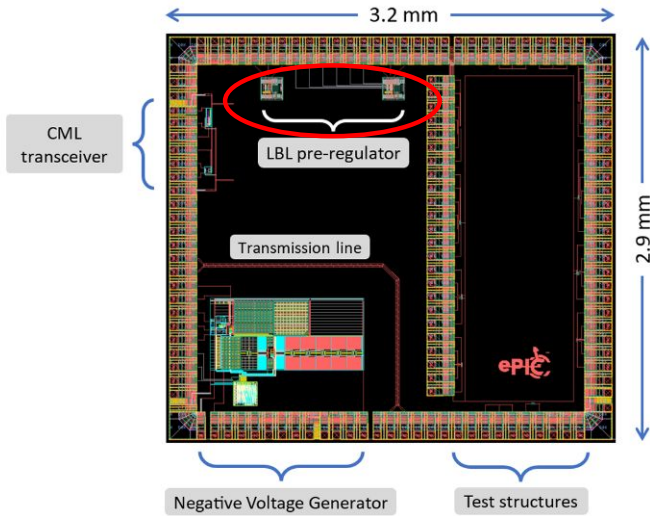 3.2 mm
CML
transceiver
LBL pre-regulator
2.9 mm
Transmission line
ePIC
Negative Voltage Generator
Test structures